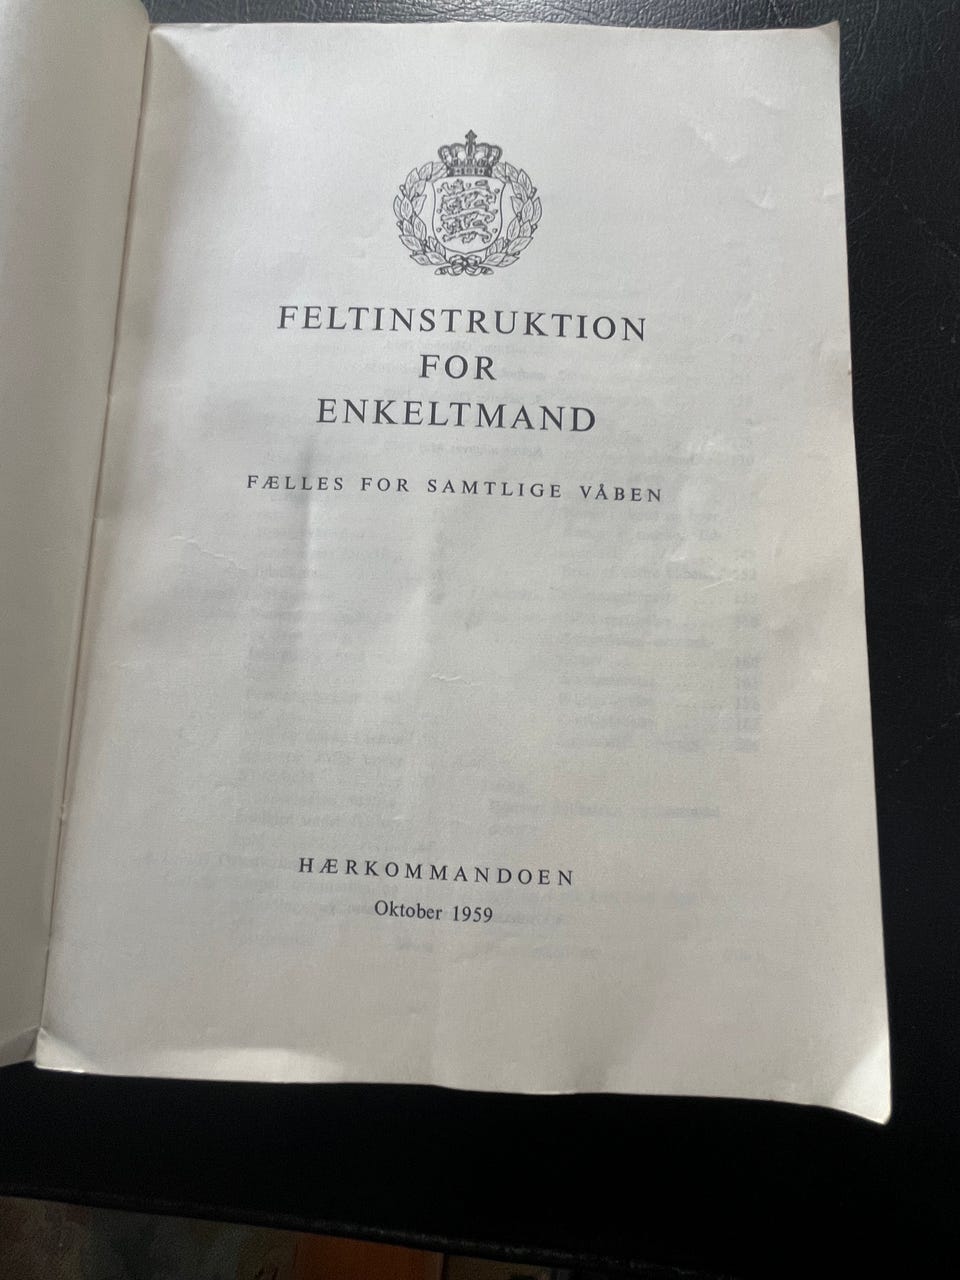 FELTINSTRUKTION
FOR
ENKELTMAND
FÆLLES FOR SAMTLIGE VÅBEN
HÆRKOMMANDOEN
Oktober 1959